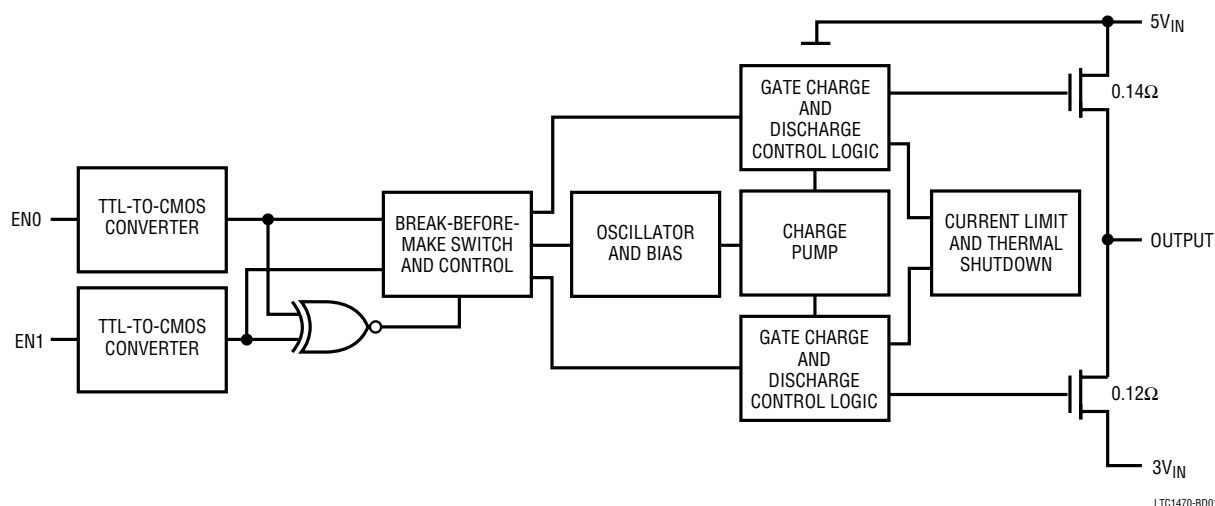 5VIN
GATE CHARGE
AND
DISCHARGE
CONTROL LOGIC
0.14Ω
TTL-TO-CMOS
CONVERTER
EN0
BREAK-BEFORE-
MAKE SWITCH
AND CONTROL
OSCILLATOR
AND BIAS
CHARGE
PUMP
CURRENT LIMIT
AND THERMAL
SHUTDOWN
OUTPUT
TTL-TO-CMOS
CONVERTER
EN1
GATE CHARGE
AND
DISCHARGE
CONTROL LOGIC
0.12Ω
3VIN